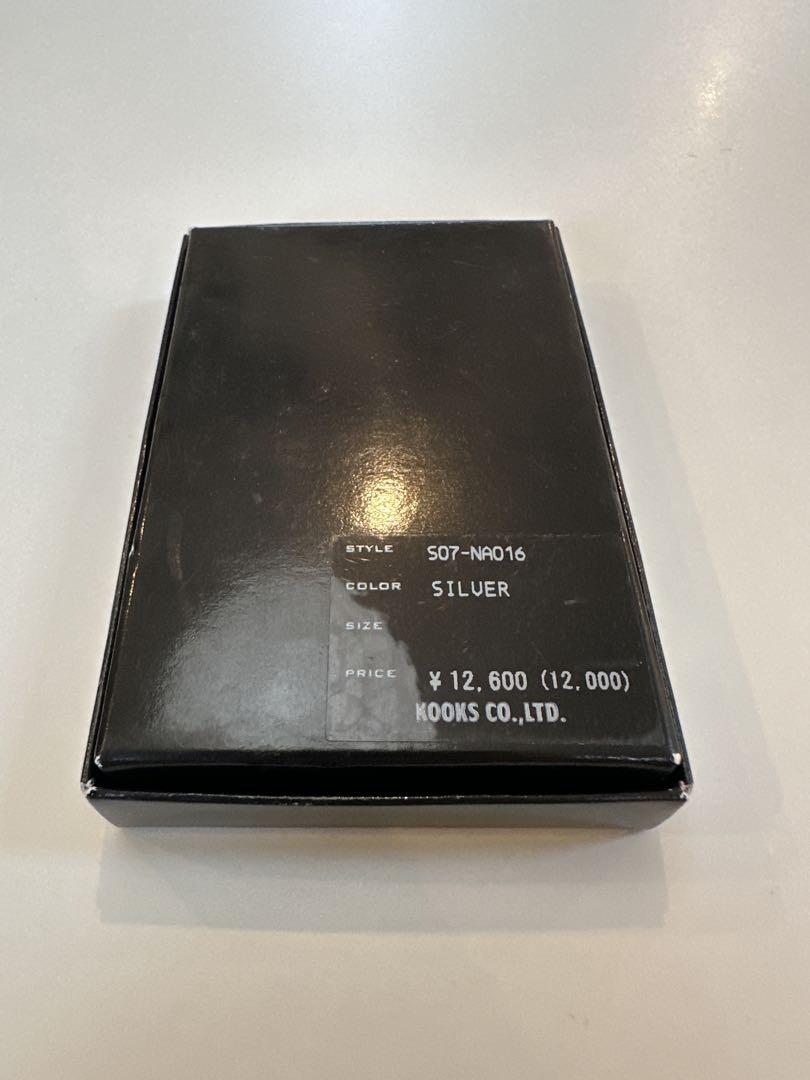 STYLE S07-NA016
COLOR SILVER
SIZE
PRICE ¥12,600 (12,000)
KOOKS CO.,LTD.